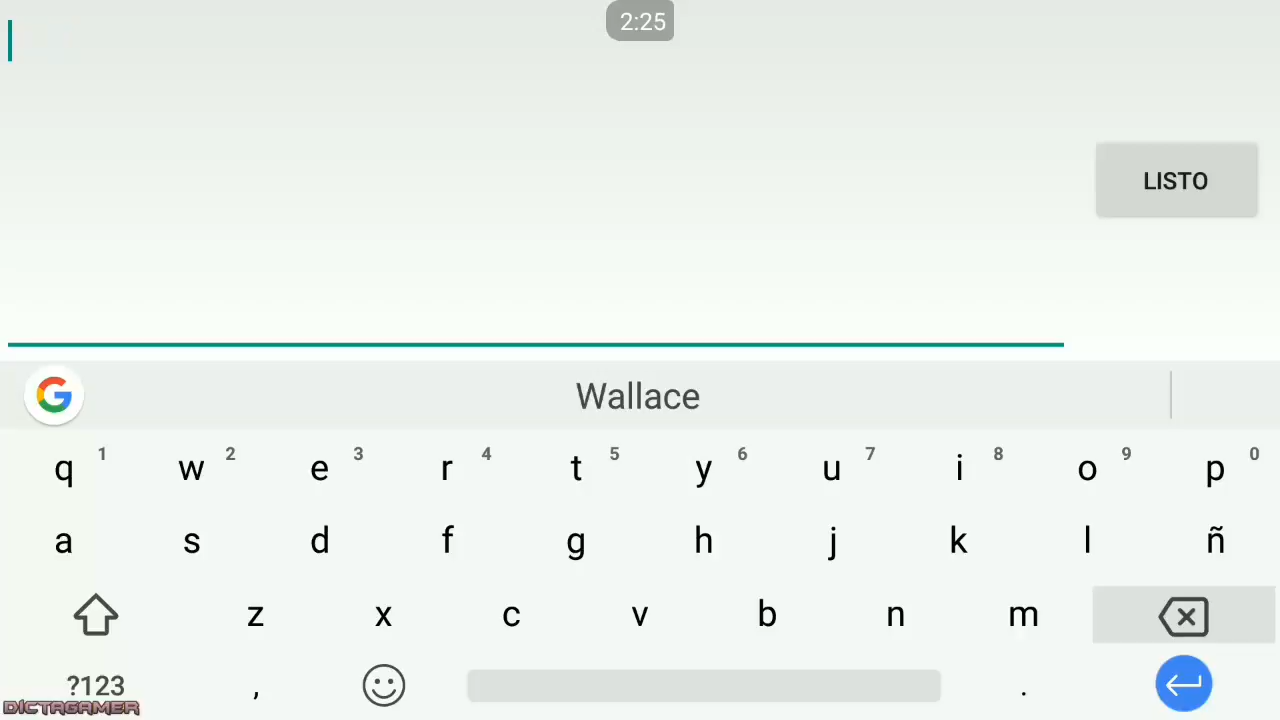 2:25
LISTO
G
Wallace
q 1 w 2 e 3 r 4 t 5 y 6 u 7 i 8 o 9 p 0
a s d f g h j k l ñ
z x c v b n m
?123 , .
DICTAGAMER